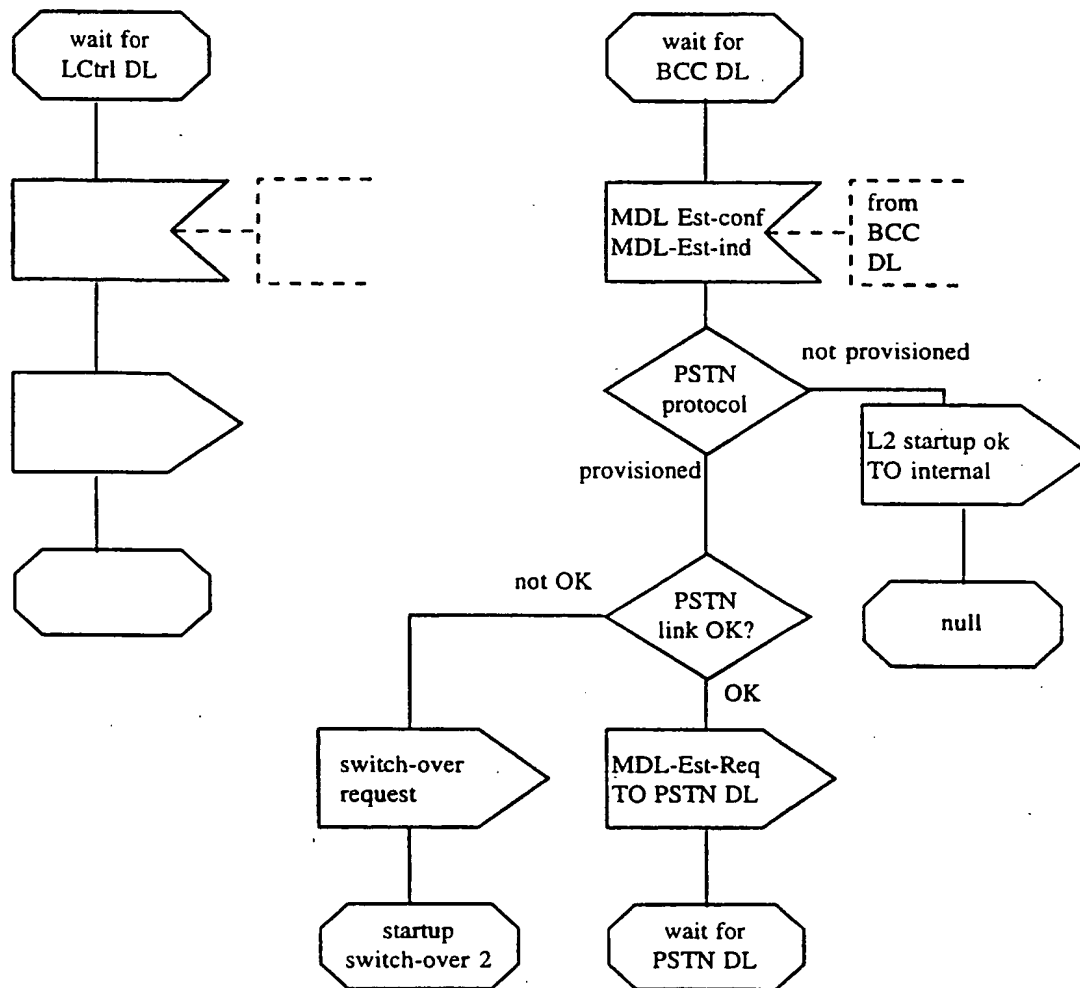 wait for
LCtrl DL
wait for
BCC DL
MDL Est-conf
MDL-Est-ind
from
BCC
DL
PSTN
protocol
not provisioned
provisioned
L2 startup ok
TO internal
null
not OK
PSTN
link OK?
OK
switch-over
request
MDL-Est-Req
TO PSTN DL
startup
switch-over 2
wait for
PSTN DL